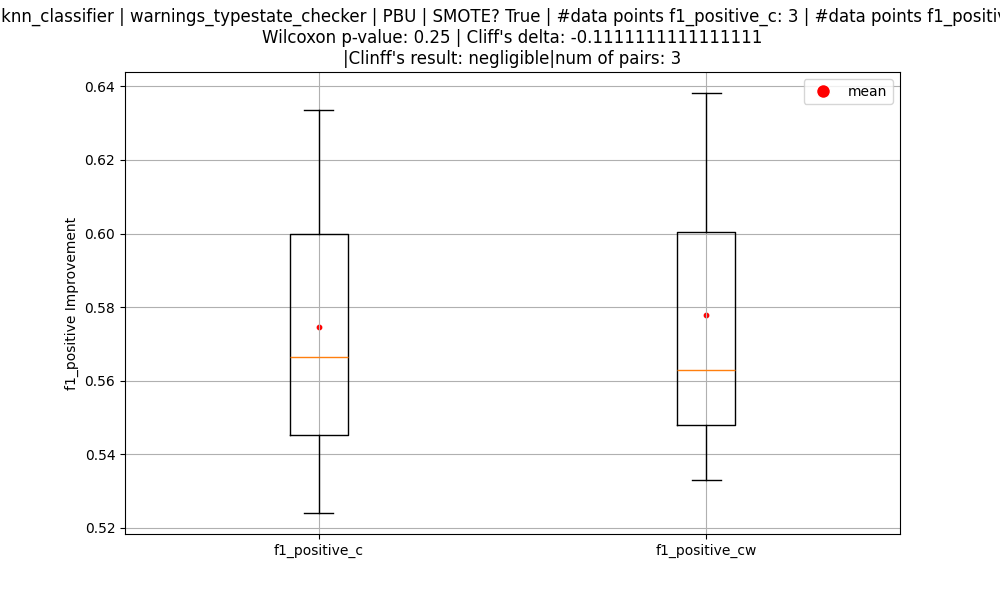 knn_classifier | warnings_typestate_checker | PBU | SMOTE? True | #data points f1_positive_c: 3 | #data points
Wilcoxon p-value: 0.25 | Cliff's delta: -0.1111111111111111
|Clinff's result: negligible|num of pairs: 3
mean
f1_positive Improvement
0.64
0.62
0.60
0.58
0.56
0.54
0.52
f1_positive_c
f1_positive_cw